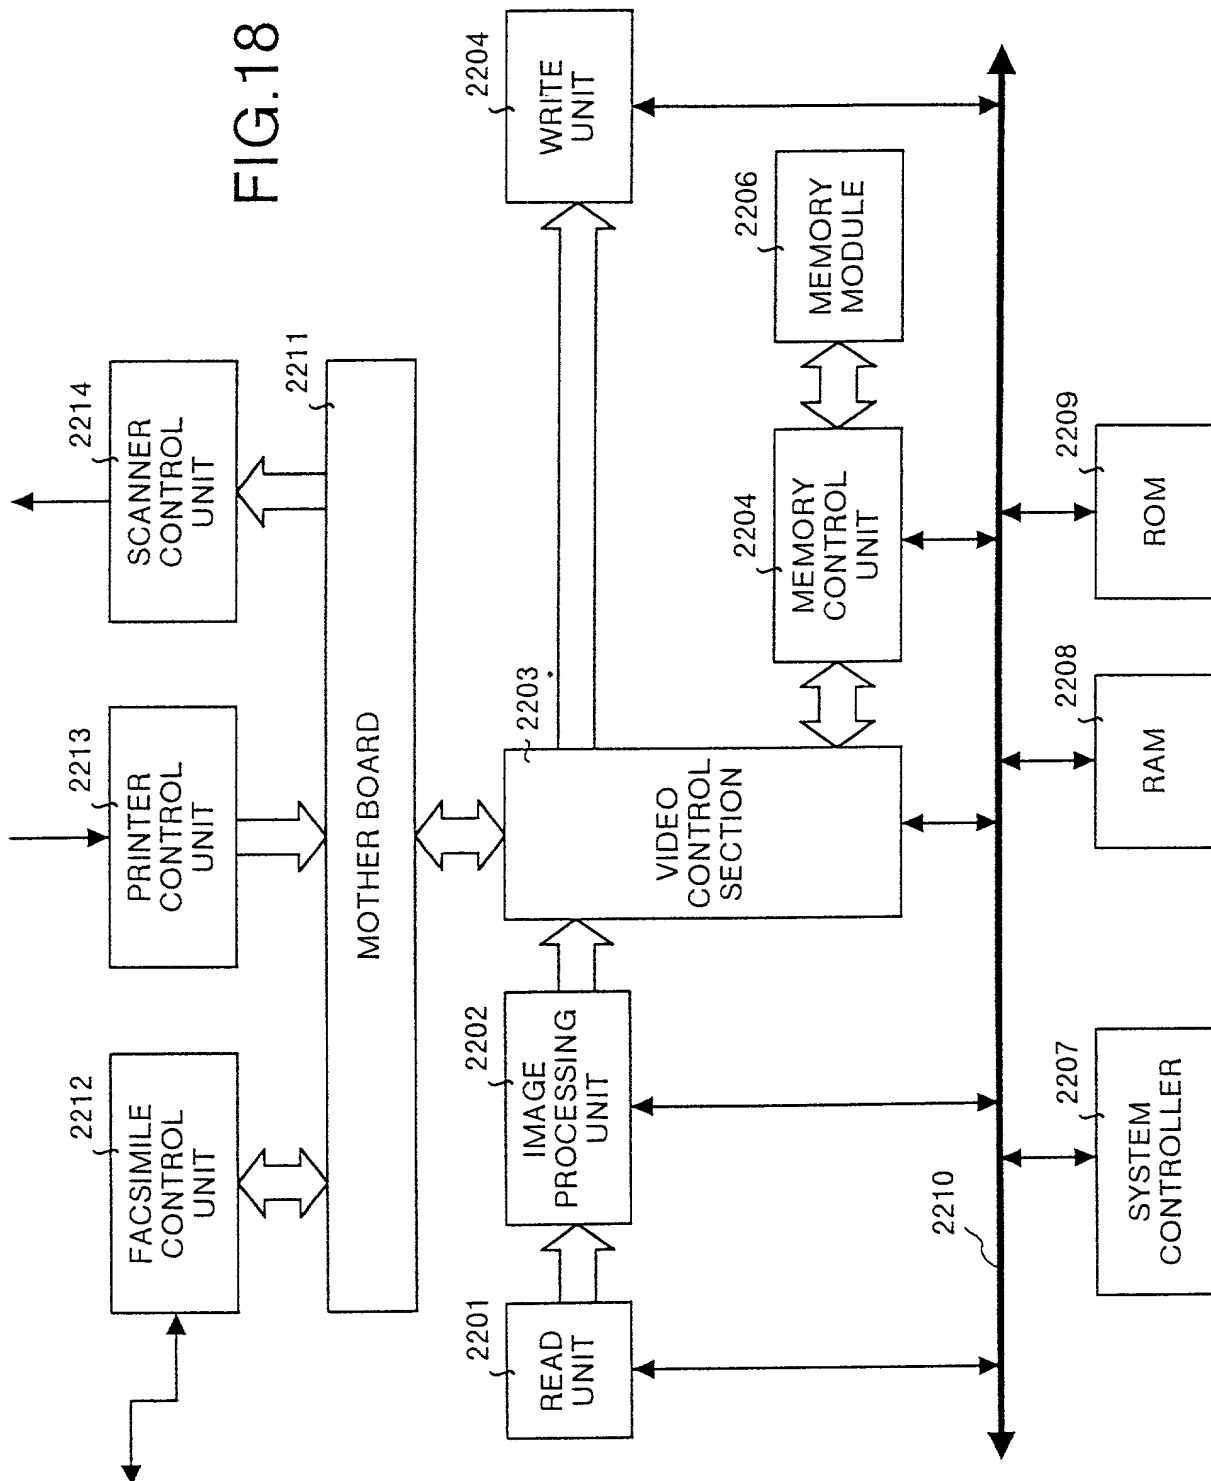 FIG.18
2212
FACSIMILE
CONTROL
UNIT
2213
PRINTER
CONTROL
UNIT
2214
SCANNER
CONTROL
UNIT
2211
MOTHER BOARD
2201
READ
UNIT
2202
IMAGE
PROCESSING
UNIT
2203
VIDEO
CONTROL
SECTION
2204
WRITE
UNIT
2204
MEMORY
CONTROL
UNIT
2206
MEMORY
MODULE
2210
2207
SYSTEM
CONTROLLER
2208
RAM
2209
ROM